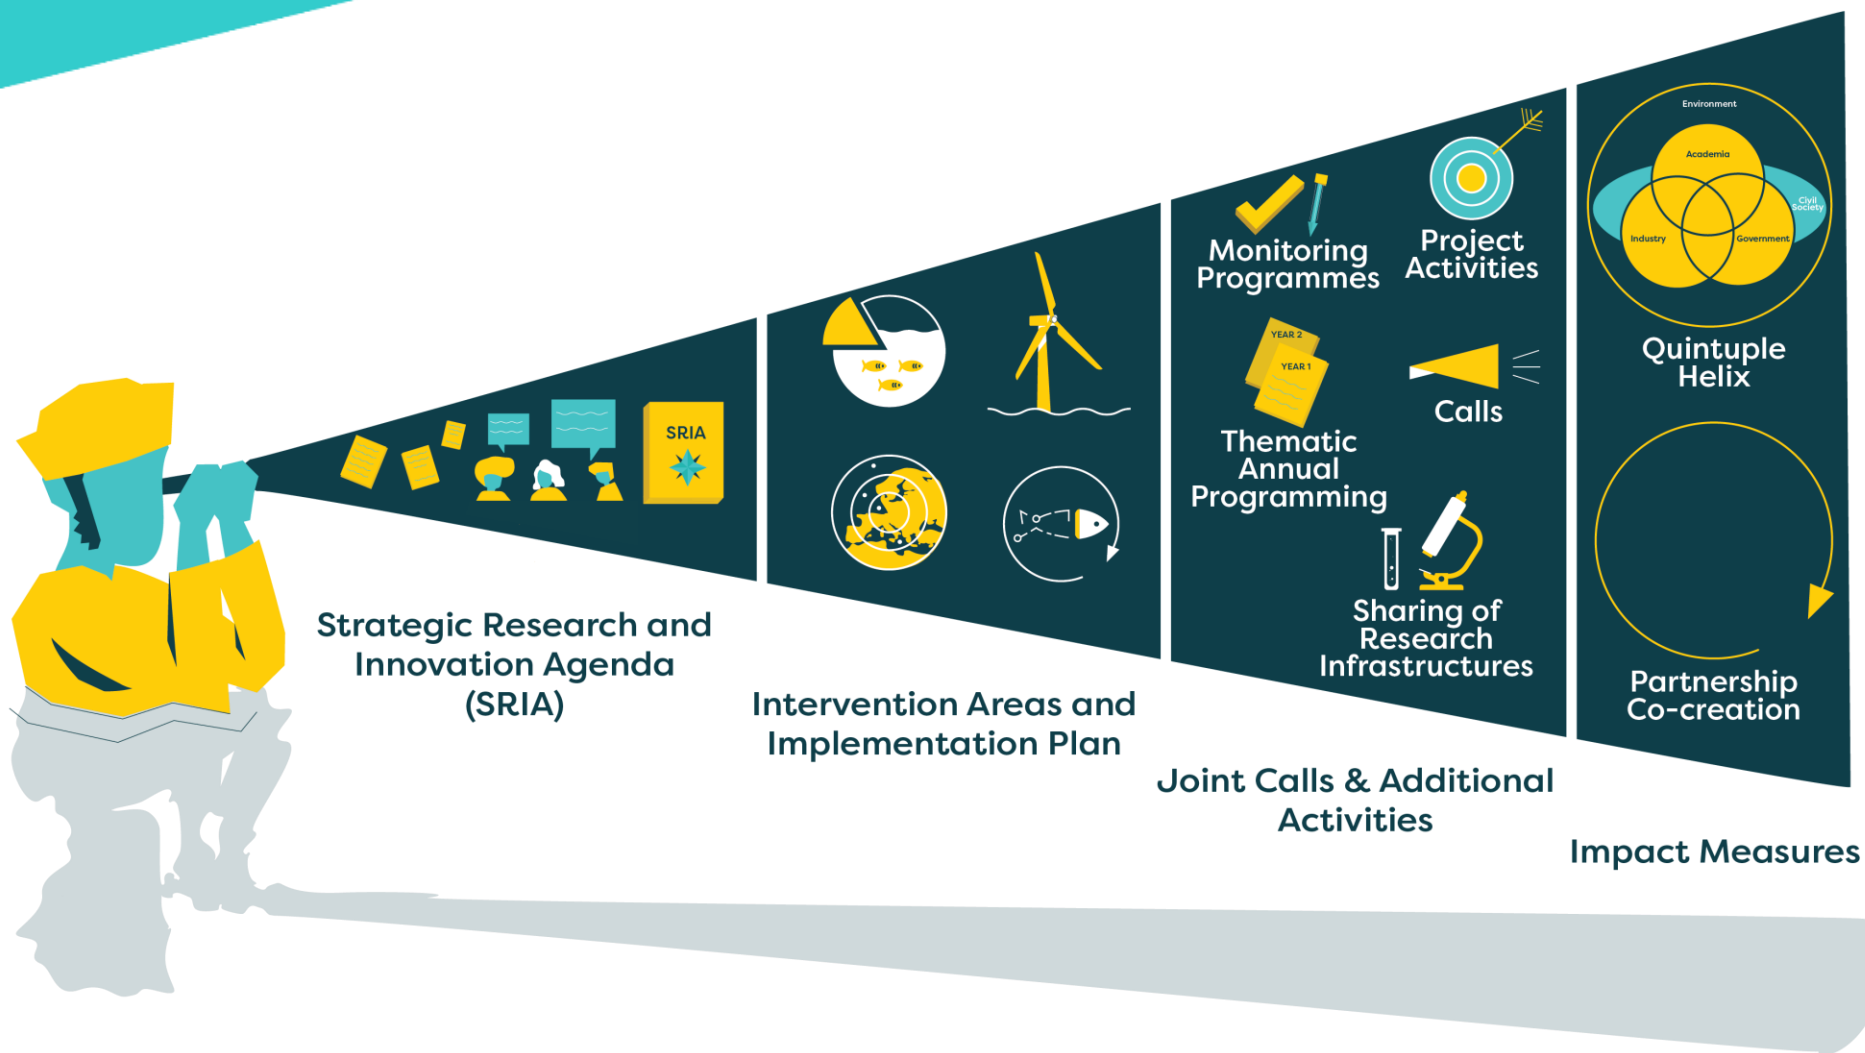 SRIA
Strategic Research and
Innovation Agenda
(SRIA)
Intervention Areas and
Implementation Plan
Monitoring
Programmes
Project
Activities
YEAR 2
YEAR 1
Thematic
Annual
Programming
Calls
Sharing of
Research
Infrastructures
Joint Calls & Additional
Activities
Environment
Academia
Civil
Society
Industry
Government
Quintuple
Helix
Partnership
Co-creation
Impact Measures